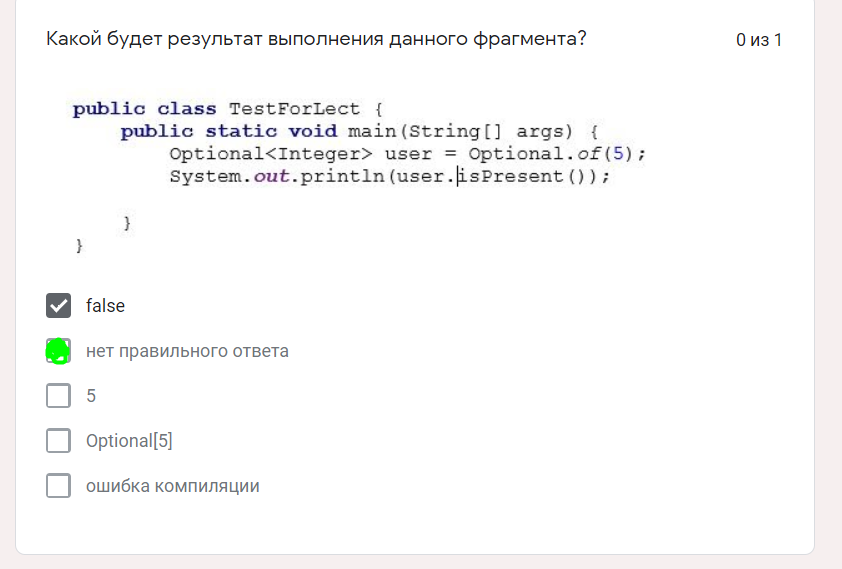 Какой будет результат выполнения данного фрагмента?
0 из 1
public class TestForLect {
public static void main(String[] args) {
Optional<Integer> user = Optional.of(5);
System.out.println(user.isPresent());
}
}
false
нет правильного ответа
5
Optional[5]
ошибка компиляции